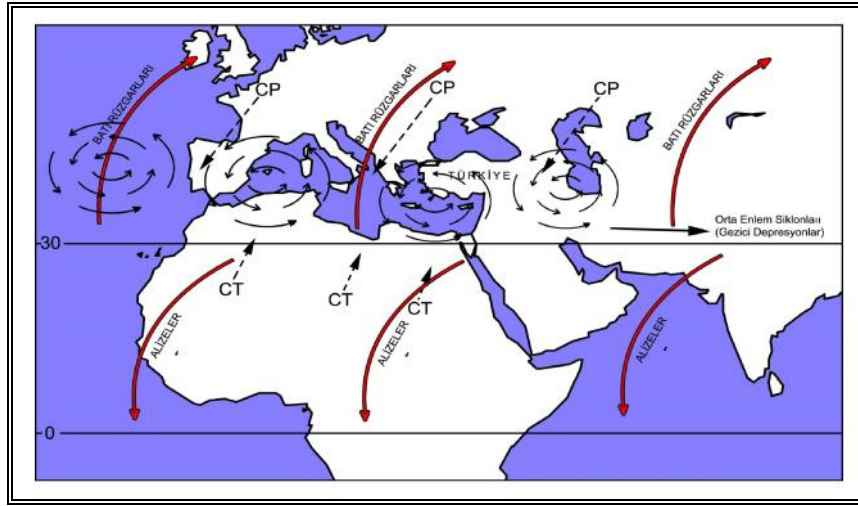 BATI RÜZGARLARI
CP
BATI RÜZGARLARI
CP
CP
BATI RÜZGARLARI
TÜRKİYE
Orta Enlem Siklonlaıı
(Gezici Depresyonlar)
30
CT
CT
CT
ALİZELER
ALİZELER
ALİZELER
0